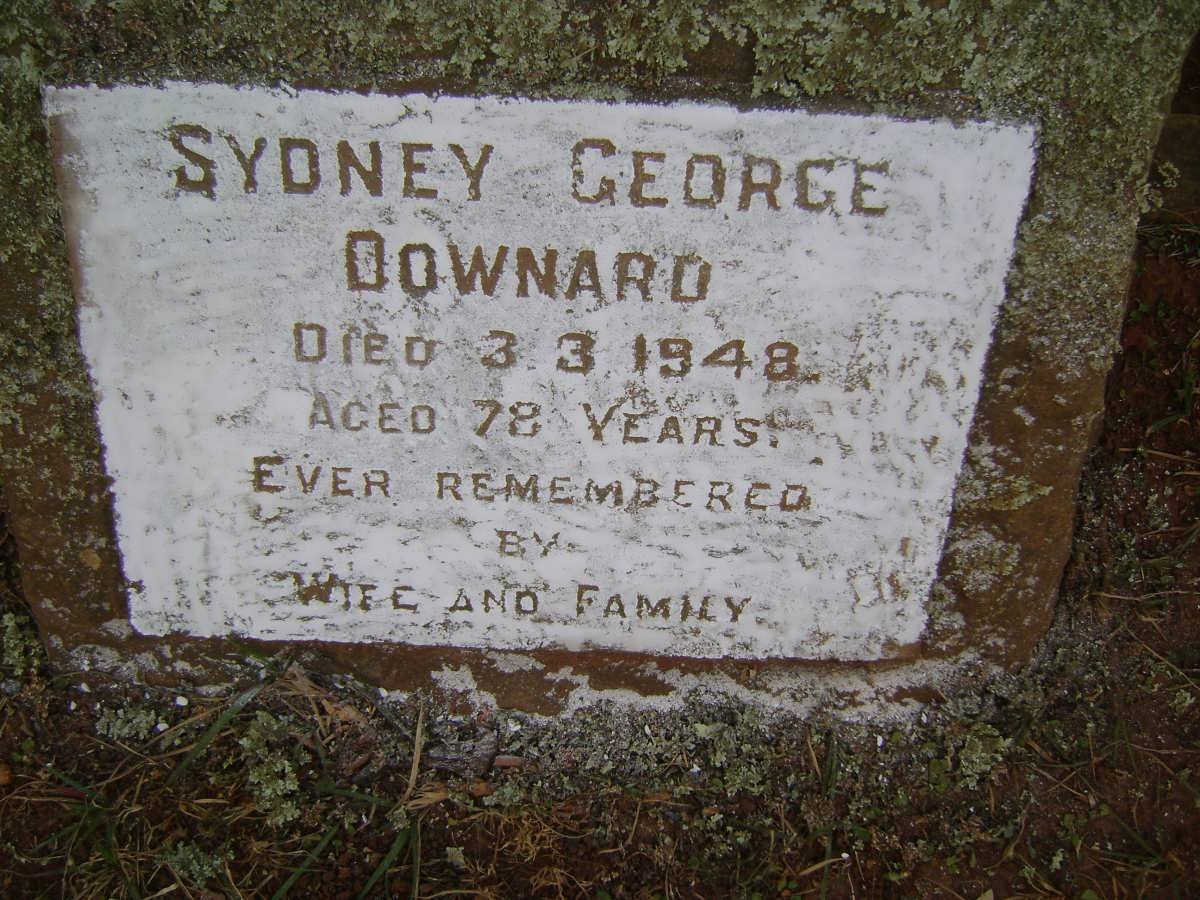 SYDNEY GEORGE
DOWNARD
DIED 3 3 1948.
AGED 78 YEARS.
EVER REMEMBERED
BY
WIFE AND FAMILY